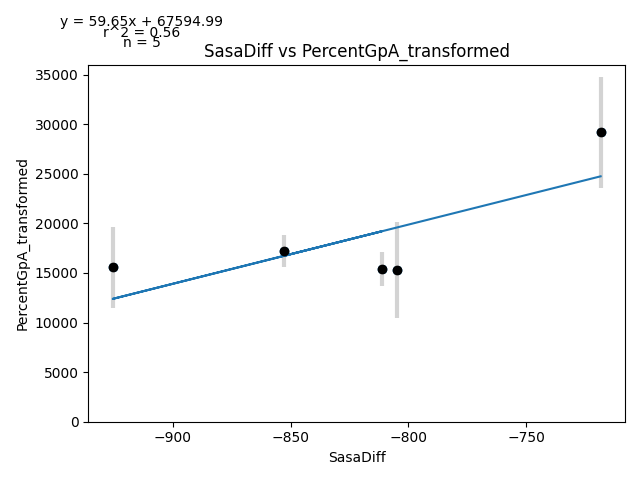 y = 59.65x + 67594.99
r^2 = 0.56
n = 5
SasaDiff vs PercentGpA_transformed
35000
30000
25000
20000
15000
10000
5000
0
PercentGpA_transformed
−900
−850
−800
−750
SasaDiff